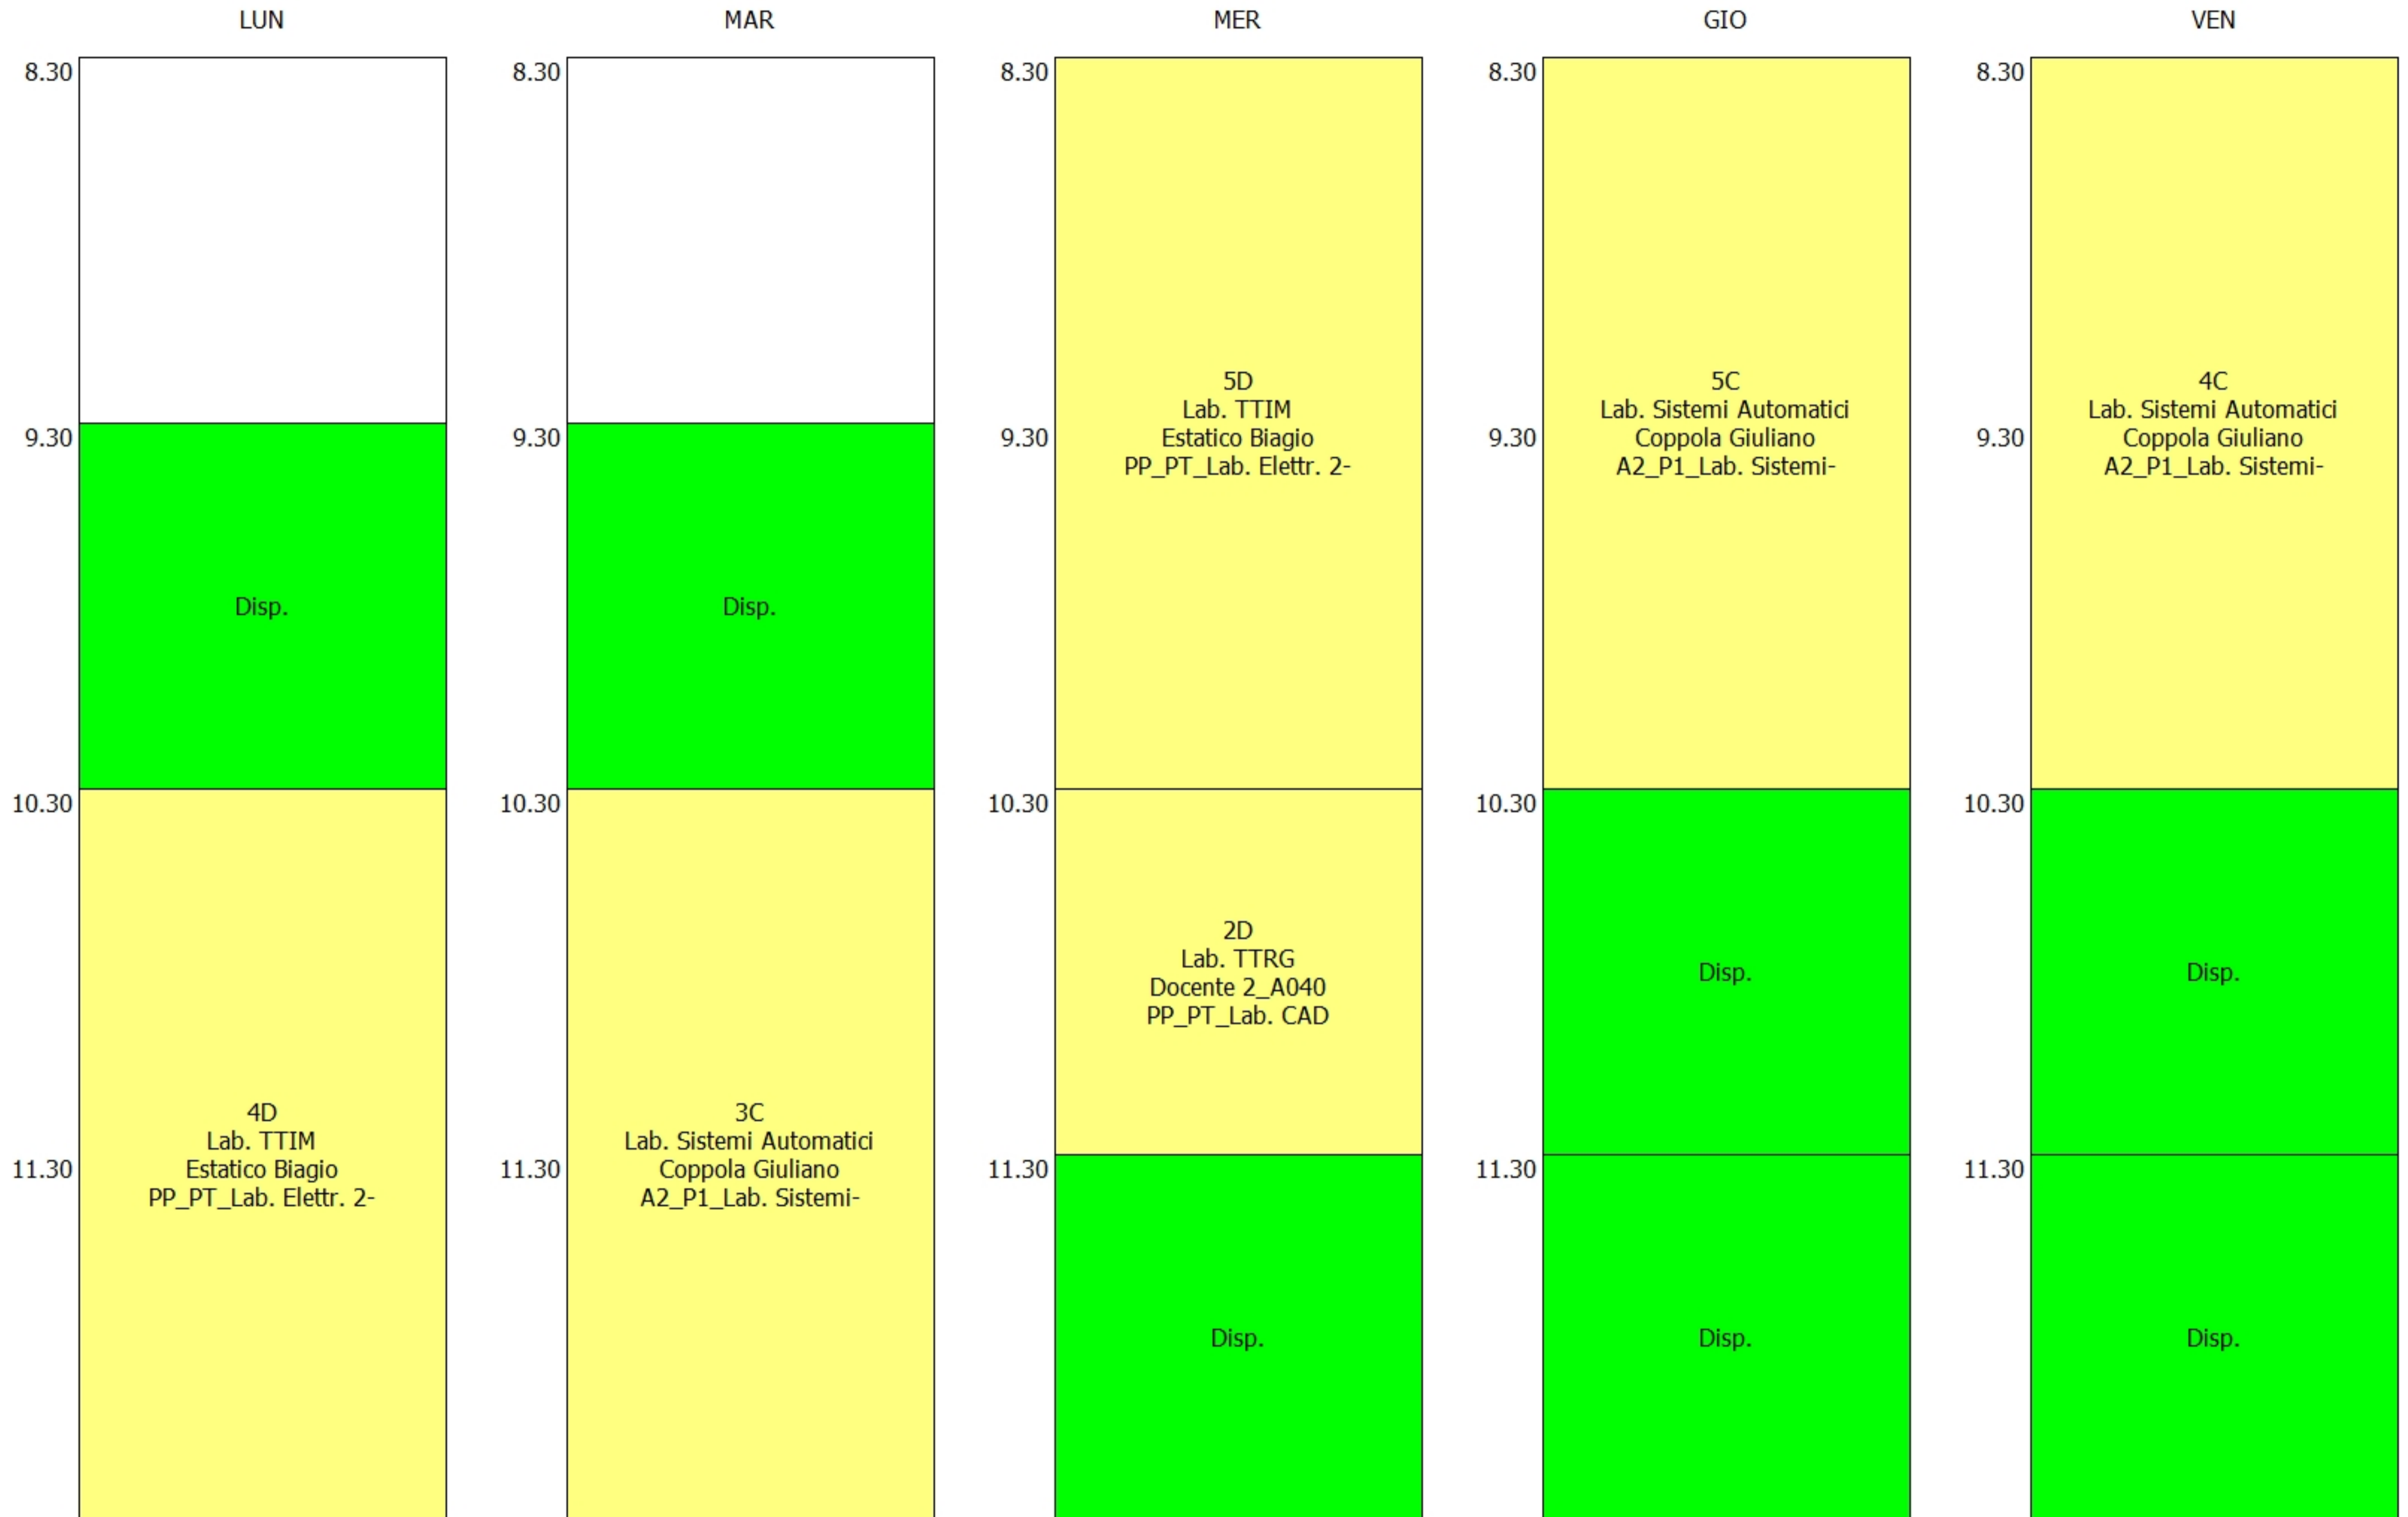 LUN
MAR
MER
GIO
VEN
8.30
9.30
Disp.
10.30
4D
Lab. TTIM
Estatico Biagio
PP_PT_Lab. Elettr. 2-
11.30
8.30
9.30
Disp.
10.30
3C
Lab. Sistemi Automatici
Coppola Giuliano
A2_P1_Lab. Sistemi-
11.30
8.30
5D
Lab. TTIM
Estatico Biagio
PP_PT_Lab. Elettr. 2-
9.30
10.30
2D
Lab. TTRG
Docente 2_A040
PP_PT_Lab. CAD
11.30
Disp.
8.30
5C
Lab. Sistemi Automatici
Coppola Giuliano
A2_P1_Lab. Sistemi-
9.30
10.30
Disp.
11.30
Disp.
8.30
4C
Lab. Sistemi Automatici
Coppola Giuliano
A2_P1_Lab. Sistemi-
9.30
10.30
Disp.
11.30
Disp.